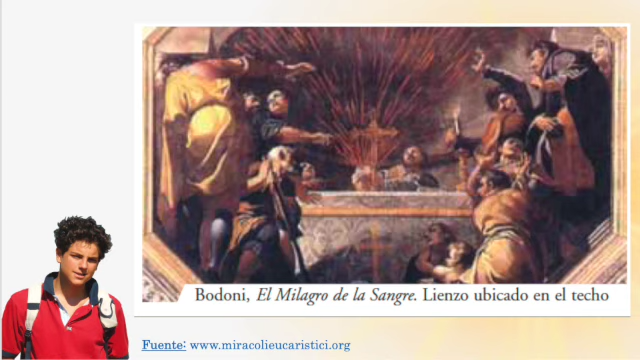 Bodoni, El Milagro de la Sangre. Lienzo ubicado en el techo
Fuente: www.miracolieucaristici.org